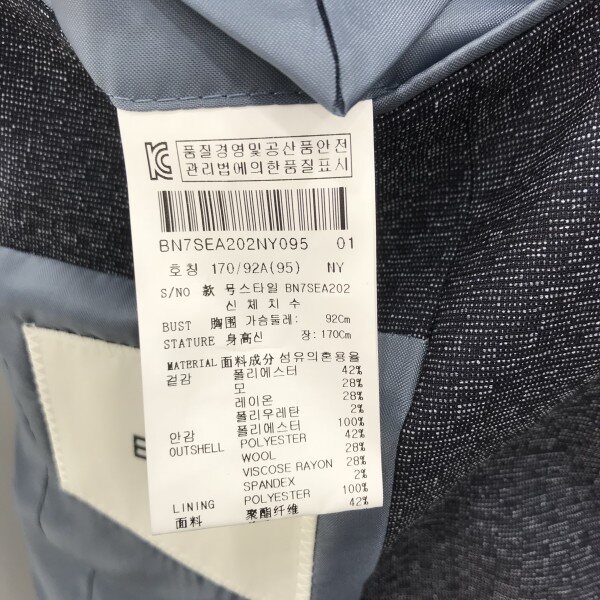 품질경영및공산품안전
관리법에의한품질표시
BN7SEA202NY095 01
호칭 170/92A(95) NY
S/NO 款 号스타일 BN7SEA202
신 체 치 수
BUST 胸围 가슴둘레: 92Cm
STATURE 身高신 장: 170Cm
MATERIAL 面料成分 섬유의혼용율
겉감 폴리에스터 42%
모 28%
레이온 28%
폴리우레탄 2%
안감 폴리에스터 100%
OUTSHELL POLYESTER 42%
WOOL 28%
VISCOSE RAYON 28%
SPANDEX 2%
LINING POLYESTER 100%
面料 聚酯纤维 42%